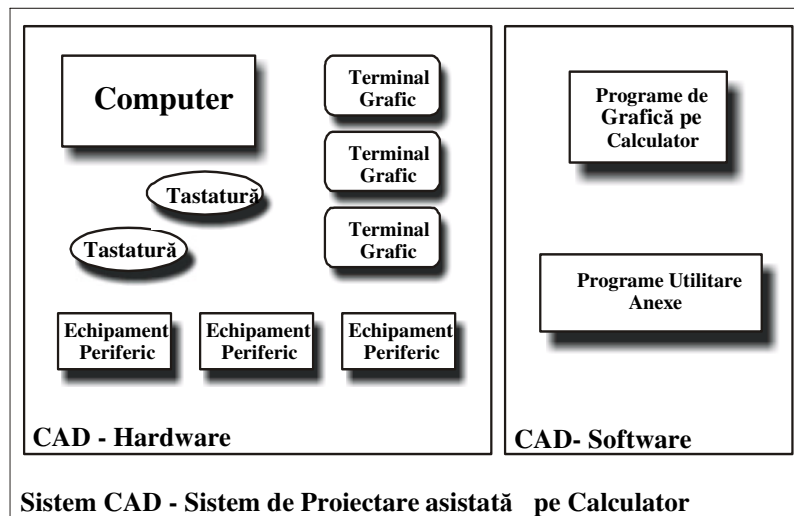 Computer
Terminal
Grafic
Terminal
Grafic
Terminal
Grafic
Tastatură
Tastatură
Echipament
Periferic
Echipament
Periferic
Echipament
Periferic
CAD - Hardware
Programe de
Grafică pe
Calculator
Programe Utilitare
Anexe
CAD- Software
Sistem CAD - Sistem de Proiectare asistată pe Calculator